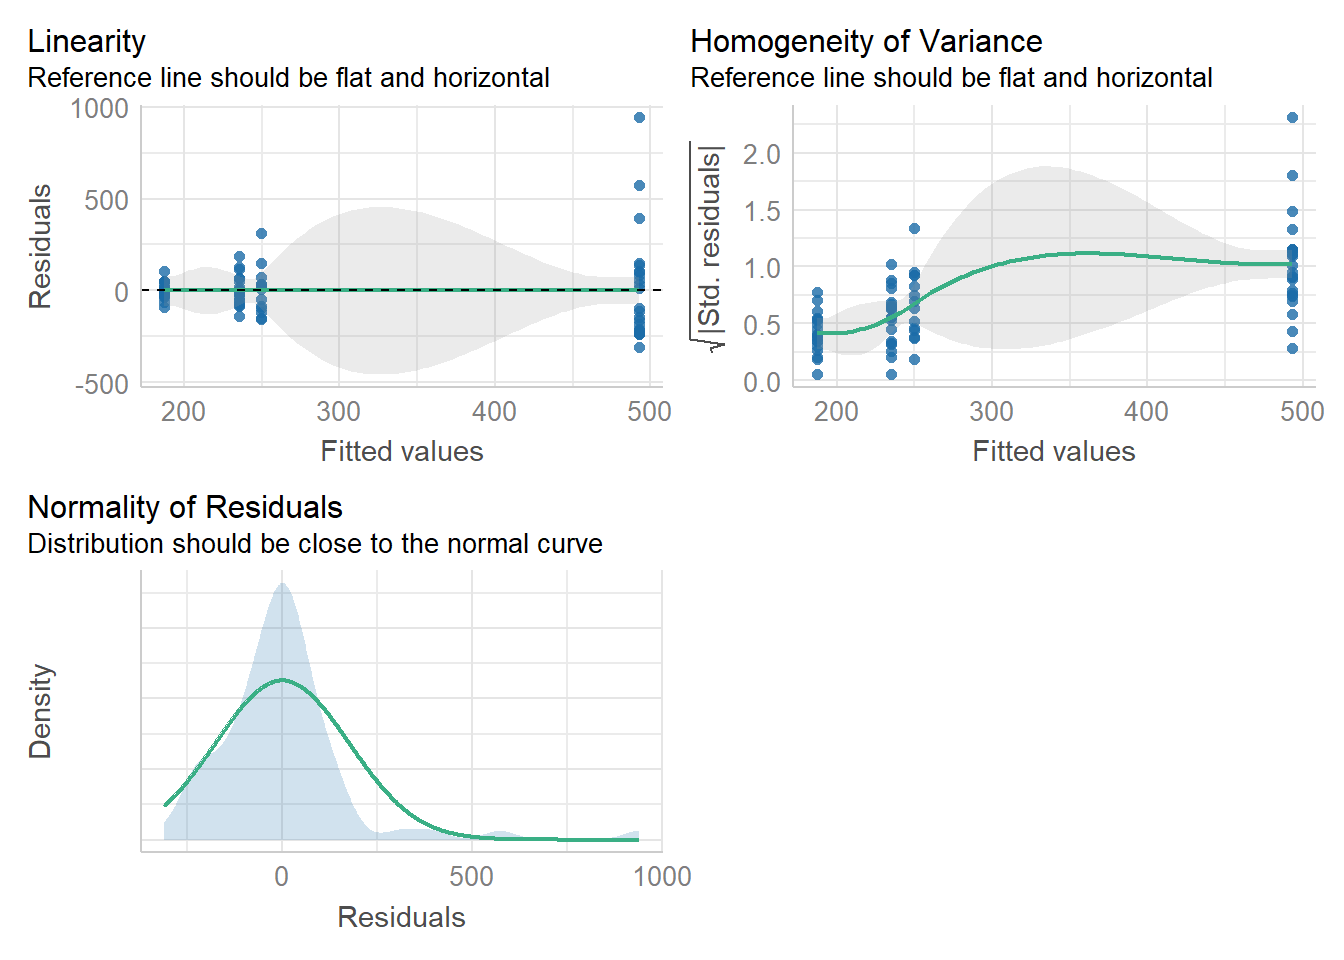 Linearity
Reference line should be flat and horizontal
1000
500
0
-500
Residuals
200
300
400
500
Fitted values
Homogeneity of Variance
Reference line should be flat and horizontal
2.0
1.5
1.0
0.5
0.0
√|Std. residuals|
200
300
400
500
Fitted values
Normality of Residuals
Distribution should be close to the normal curve
Density
0
500
1000
Residuals